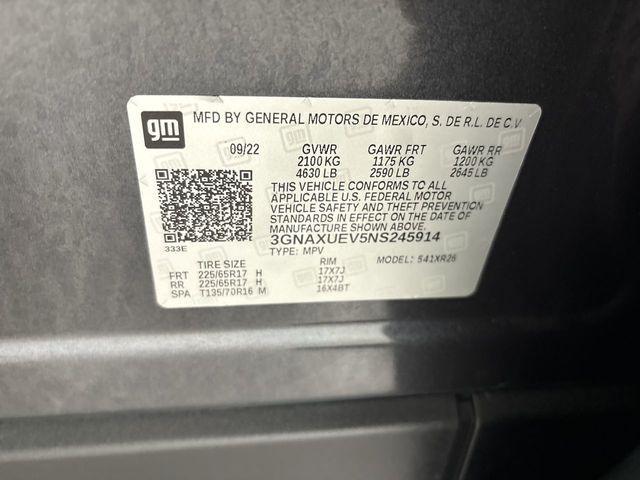 gm
MFD BY GENERAL MOTORS DE MEXICO, S. DE R.L. DE C.V.
09/22 GVWR GAWR FRT GAWR RR
2100 KG 1175 KG 1200 KG
4630 LB 2590 LB 2645 LB
THIS VEHICLE CONFORMS TO ALL
APPLICABLE U.S. FEDERAL MOTOR
VEHICLE SAFETY AND THEFT PREVENTION
STANDARDS IN EFFECT ON THE DATE OF
MANUFACTURE SHOWN ABOVE.
3GNAXUEV5NS245914
333E TYPE: MPV MODEL: S41XR26
TIRE SIZE RIM
FRT 225/65R17 H 17X7J
RR 225/65R17 H 17X7J
SPA T135/70R16 M 16X4BT